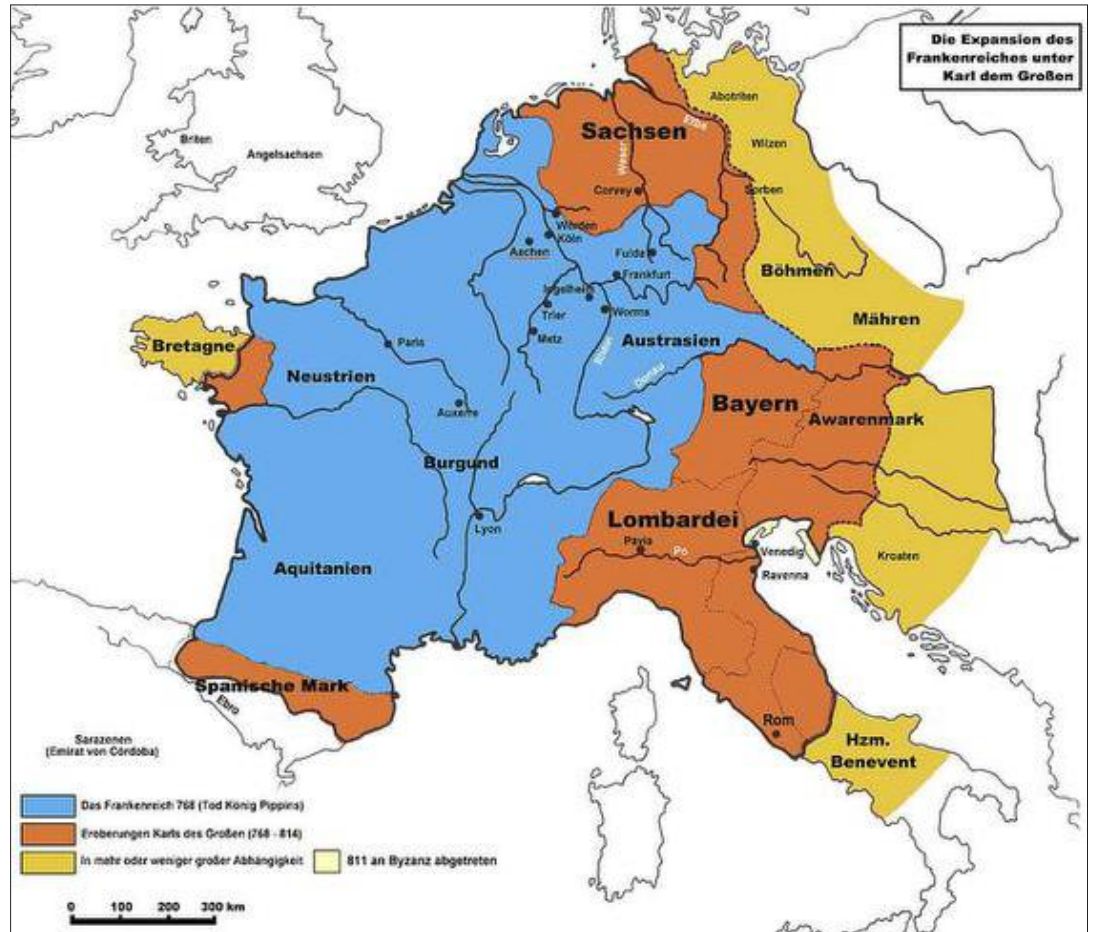 Die Expansion des
Frankenreiches unter
Karl dem Großen
Abotriten
Briten
Angelsachsen
Sachsen
Elbe
Weser
Wilzen
Corvey
Sorben
Werden
Köln
Aachen
Fulda
Frankfurt
Böhmen
Ingelheim
Trier
Worms
Mähren
Metz
Bretagne
Paris
Austrasien
Rhein
Neustrien
Donau
Auxerre
Bayern
Awarenmark
Burgund
Lyon
Lombardei
Pavia
Po
Venedig
Kroaten
Ravenna
Aquitanien
Spanische Mark
Ebro
Rom
Sarazenen
(Emirat von Córdoba)
Hzm.
Benevent
Das Frankenreich 768 (Tod König Pippins)
Eroberungen Karls des Großen (768 - 814)
In mehr oder weniger großer Abhängigkeit
811 an Byzanz abgetreten
0 100 200 300 km